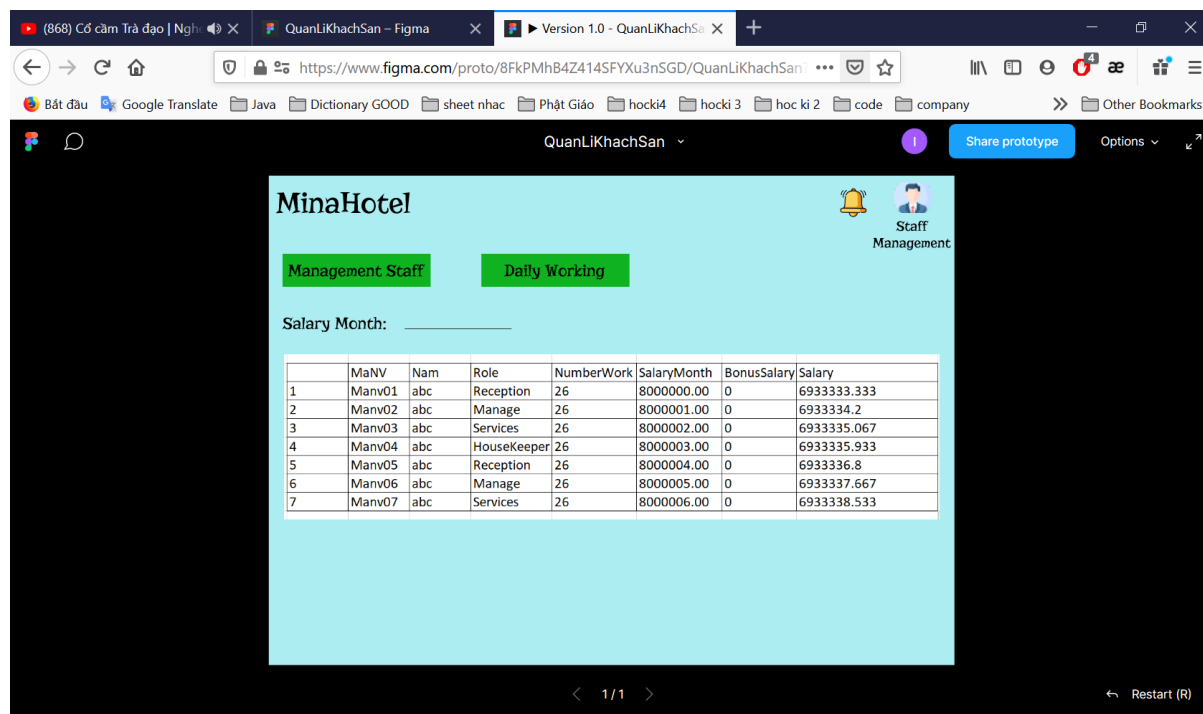 (868) Cổ cầm Trà đạo | Ngh
QuanLiKhachSan – Figma
Version 1.0 - QuanLiKhachSa
https://www.figma.com/proto/8FkPMhB4Z414SFYXu3nSGD/QuanLiKhachSan?
4
Bắt đầu Google Translate Java Dictionary GOOD sheet nhac Phật Giáo hocki4 hocki 3 hoc ki 2 code company Other Bookmarks
QuanLiKhachSan
I
Share prototype
Options
MinaHotel
Staff
Management
Management Staff Daily Working
Salary Month: ______________
MaNV Nam Role NumberWork SalaryMonth BonusSalary Salary
1 Manv01 abc Reception 26 8000000.00 0 6933333.333
2 Manv02 abc Manage 26 8000001.00 0 6933334.2
3 Manv03 abc Services 26 8000002.00 0 6933335.067
4 Manv04 abc HouseKeeper 26 8000003.00 0 6933335.933
5 Manv05 abc Reception 26 8000004.00 0 6933336.8
6 Manv06 abc Manage 26 8000005.00 0 6933337.667
7 Manv07 abc Services 26 8000006.00 0 6933338.533
1 / 1
Restart (R)